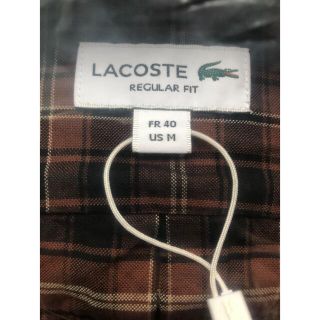 LACOSTE
REGULAR FIT
FR 40
US M